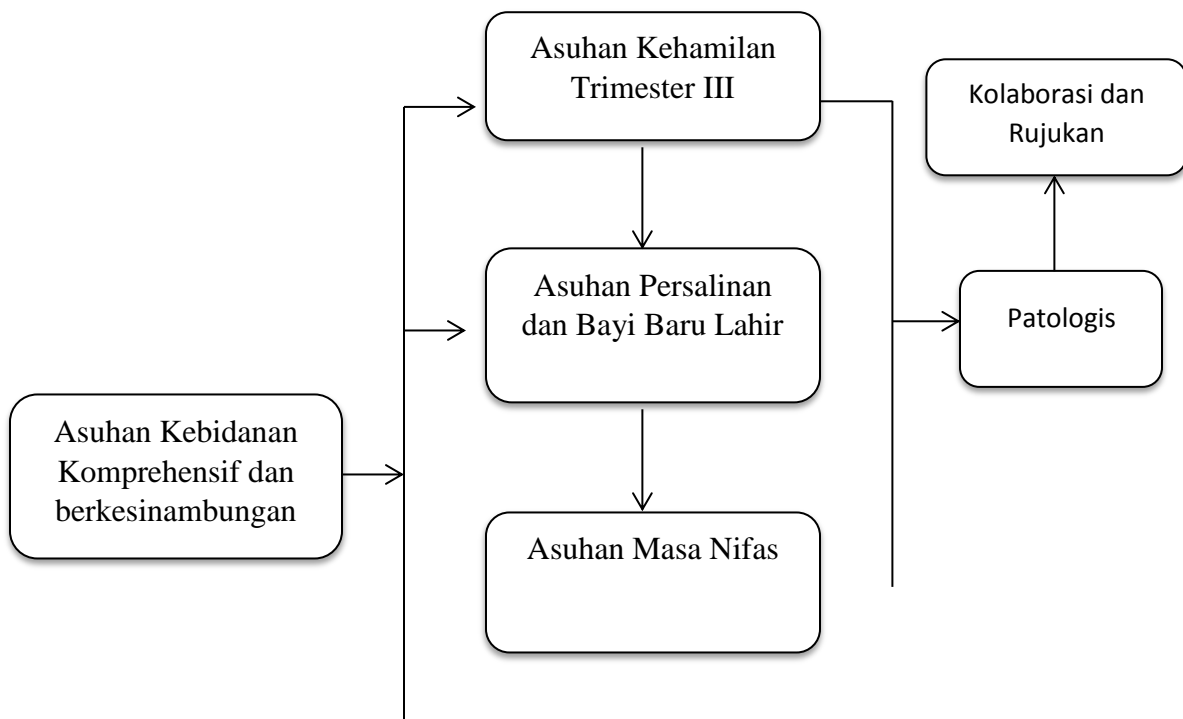 Asuhan Kehamilan
Trimester III
Kolaborasi dan
Rujukan
Asuhan Persalinan
dan Bayi Baru Lahir
Patologis
Asuhan Kebidanan
Komprehensif dan
berkesinambungan
Asuhan Masa Nifas